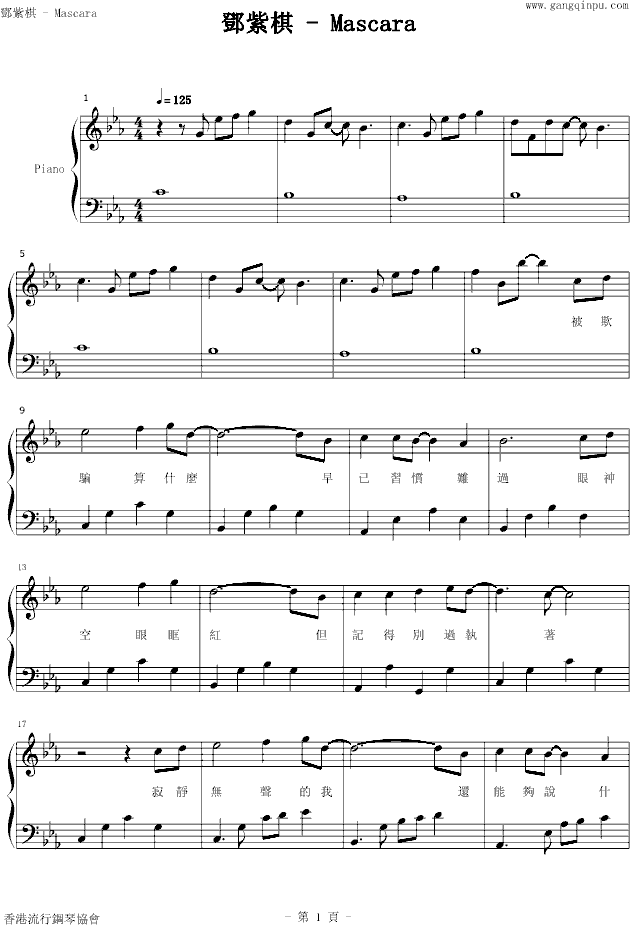 鄧紫棋 - Mascara
www.gangqinpu.com
鄧紫棋 - Mascara
1
♩=125
Piano
5
被 欺
9
騙 算 什 麼 早 已 習 慣 難 過 眼 神
13
空 眼 眶 紅 但 記 得 別 過 執 著
17
寂 靜 無 聲 的 我 還 能 夠 說 什
香港流行鋼琴協會
- 第 1 頁 -